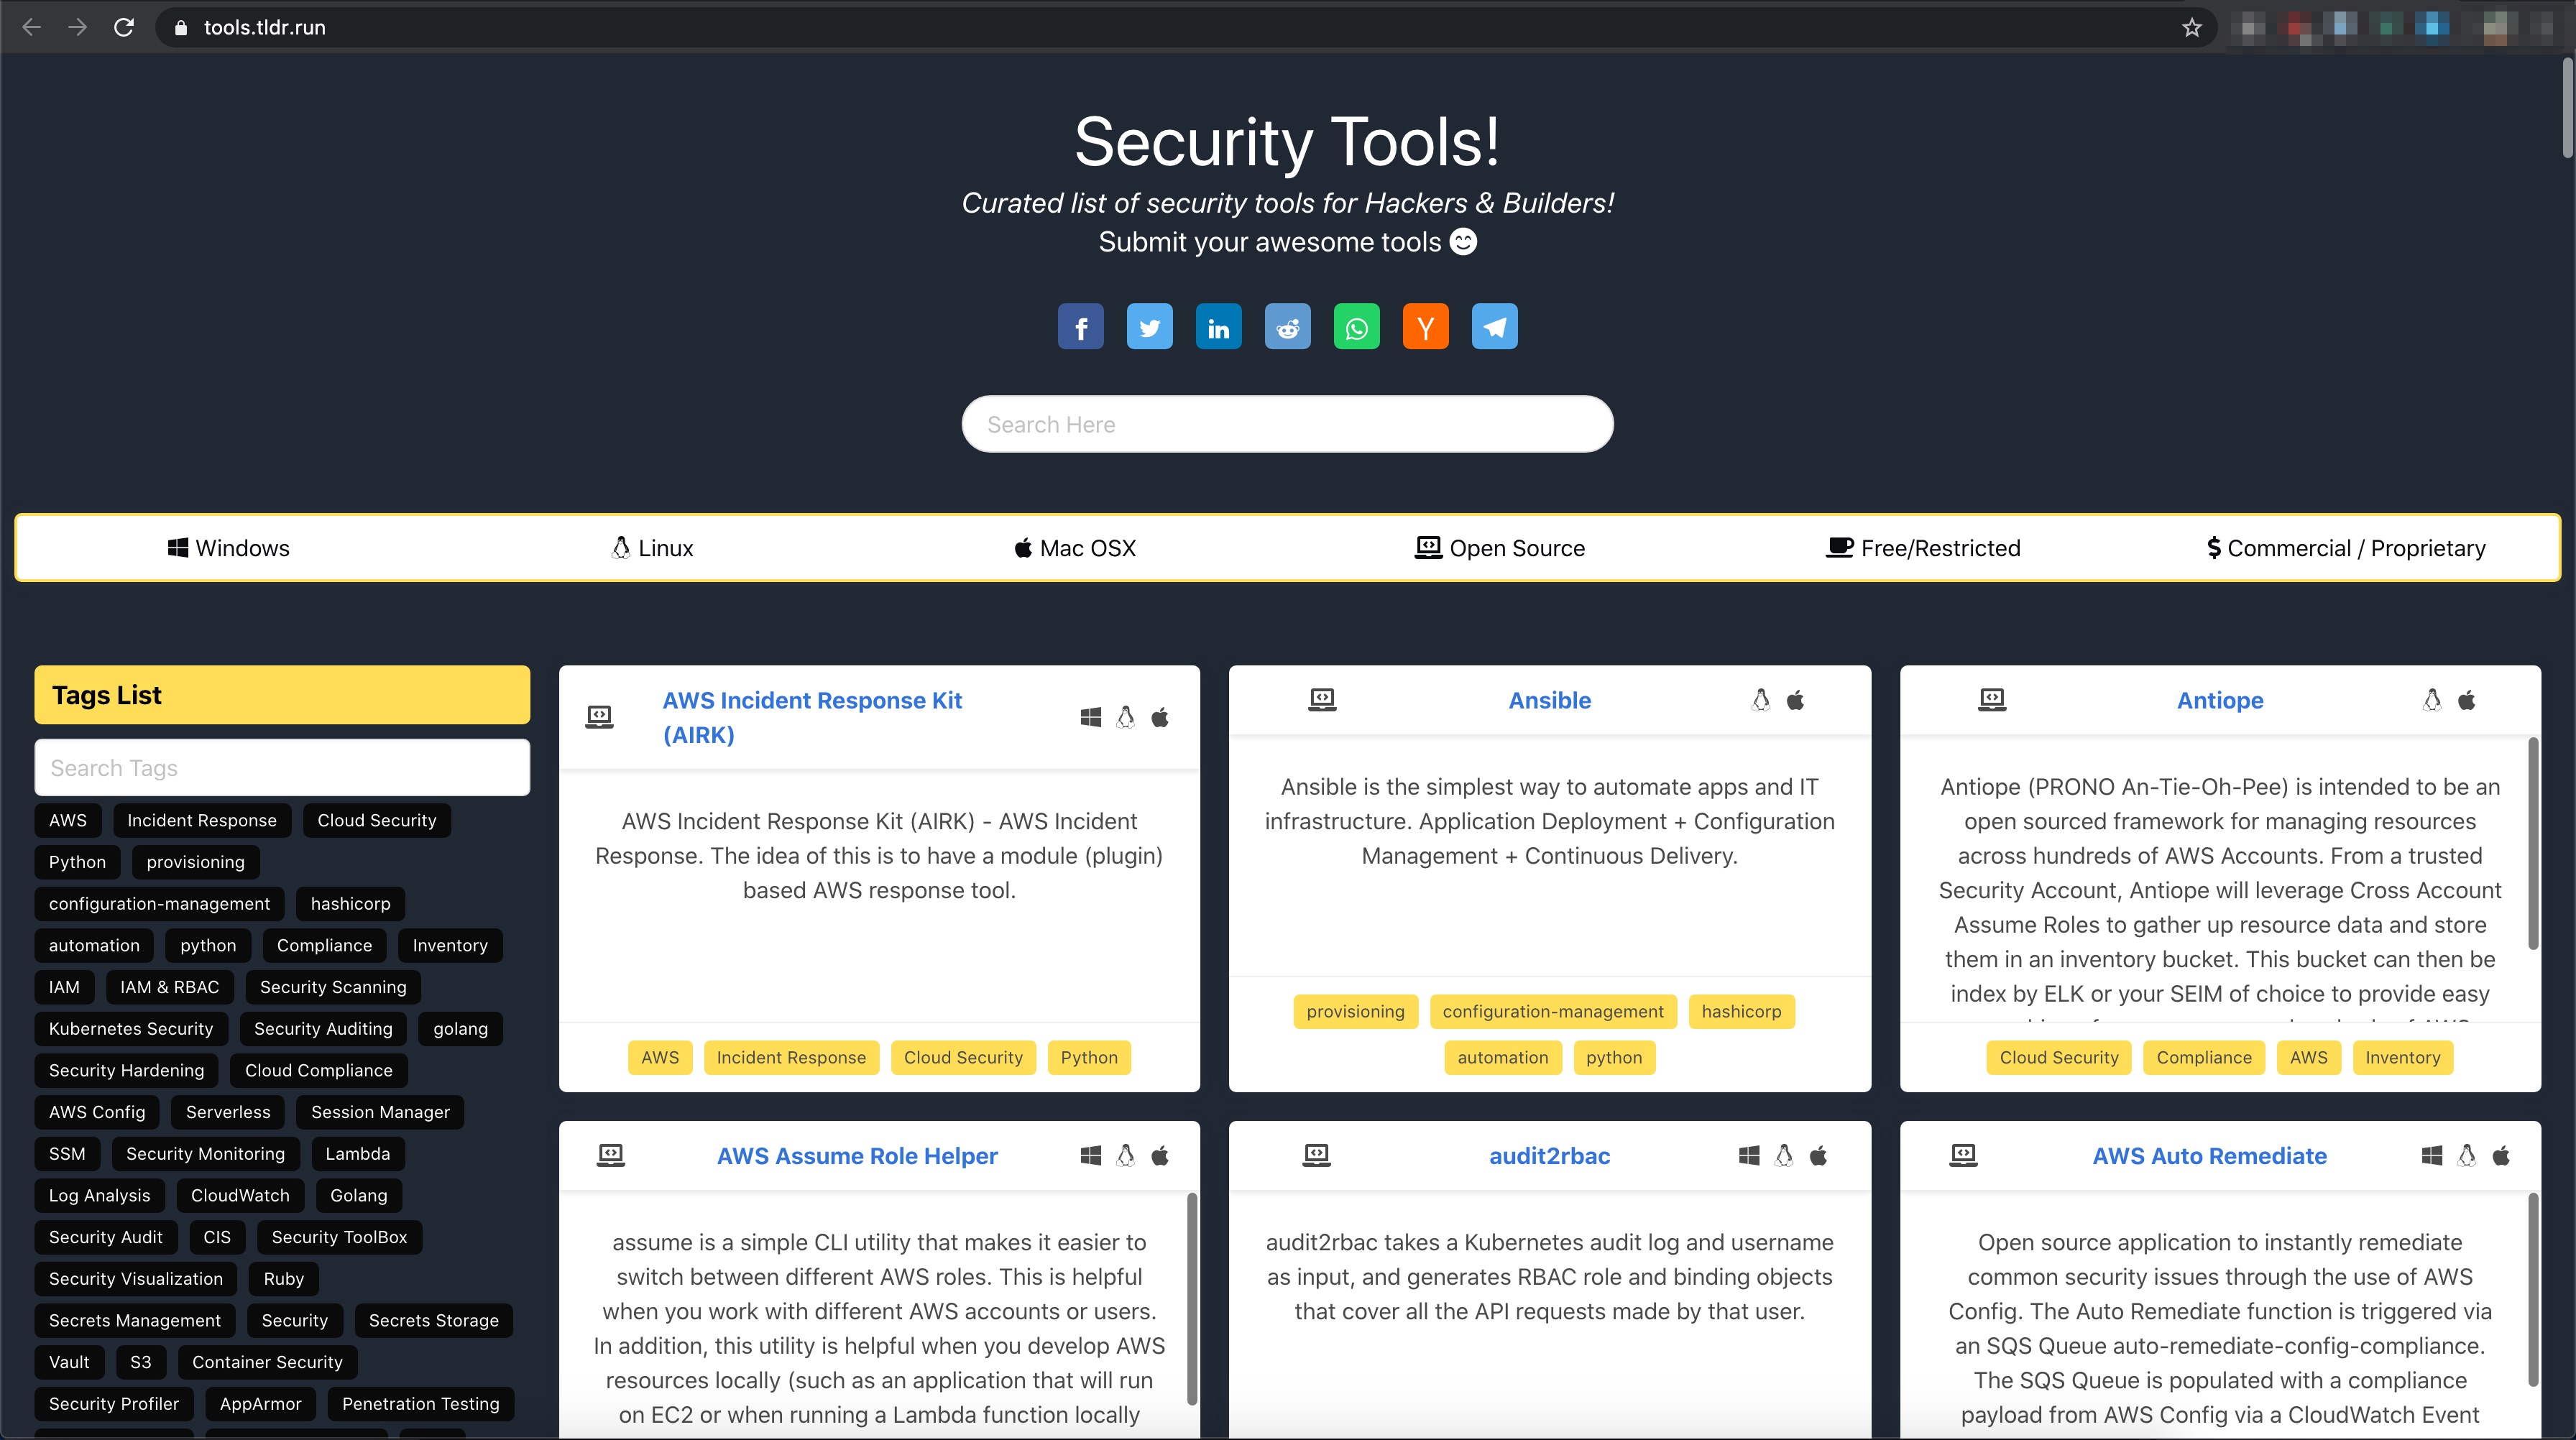 tools.tldr.run
Security Tools!
Curated list of security tools for Hackers & Builders!
Submit your awesome tools
Search Here
Windows
Linux
Mac OSX
Open Source
Free/Restricted
$ Commercial / Proprietary
Tags List
Search Tags
AWS Incident Response Cloud Security
Python provisioning
configuration-management hashicorp
automation python Compliance Inventory
IAM IAM & RBAC Security Scanning
Kubernetes Security Security Auditing golang
Security Hardening Cloud Compliance
AWS Config Serverless Session Manager
SSM Security Monitoring Lambda
Log Analysis CloudWatch Golang
Security Audit CIS Security ToolBox
Security Visualization Ruby
Secrets Management Security Secrets Storage
Vault S3 Container Security
Security Profiler AppArmor Penetration Testing
AWS Incident Response Kit
(AIRK)
AWS Incident Response Kit (AIRK) - AWS Incident
Response. The idea of this is to have a module (plugin)
based AWS response tool.
AWS Incident Response Cloud Security Python
Ansible
Ansible is the simplest way to automate apps and IT
infrastructure. Application Deployment + Configuration
Management + Continuous Delivery.
provisioning configuration-management hashicorp
automation python
Antiope
Antiope (PRONO An-Tie-Oh-Pee) is intended to be an
open sourced framework for managing resources
across hundreds of AWS Accounts. From a trusted
Security Account, Antiope will leverage Cross Account
Assume Roles to gather up resource data and store
them in an inventory bucket. This bucket can then be
index by ELK or your SEIM of choice to provide easy
Cloud Security Compliance AWS Inventory
AWS Assume Role Helper
assume is a simple CLI utility that makes it easier to
switch between different AWS roles. This is helpful
when you work with different AWS accounts or users.
In addition, this utility is helpful when you develop AWS
resources locally (such as an application that will run
on EC2 or when running a Lambda function locally
audit2rbac
audit2rbac takes a Kubernetes audit log and username
as input, and generates RBAC role and binding objects
that cover all the API requests made by that user.
AWS Auto Remediate
Open source application to instantly remediate
common security issues through the use of AWS
Config. The Auto Remediate function is triggered via
an SQS Queue auto-remediate-config-compliance.
The SQS Queue is populated with a compliance
payload from AWS Config via a CloudWatch Event